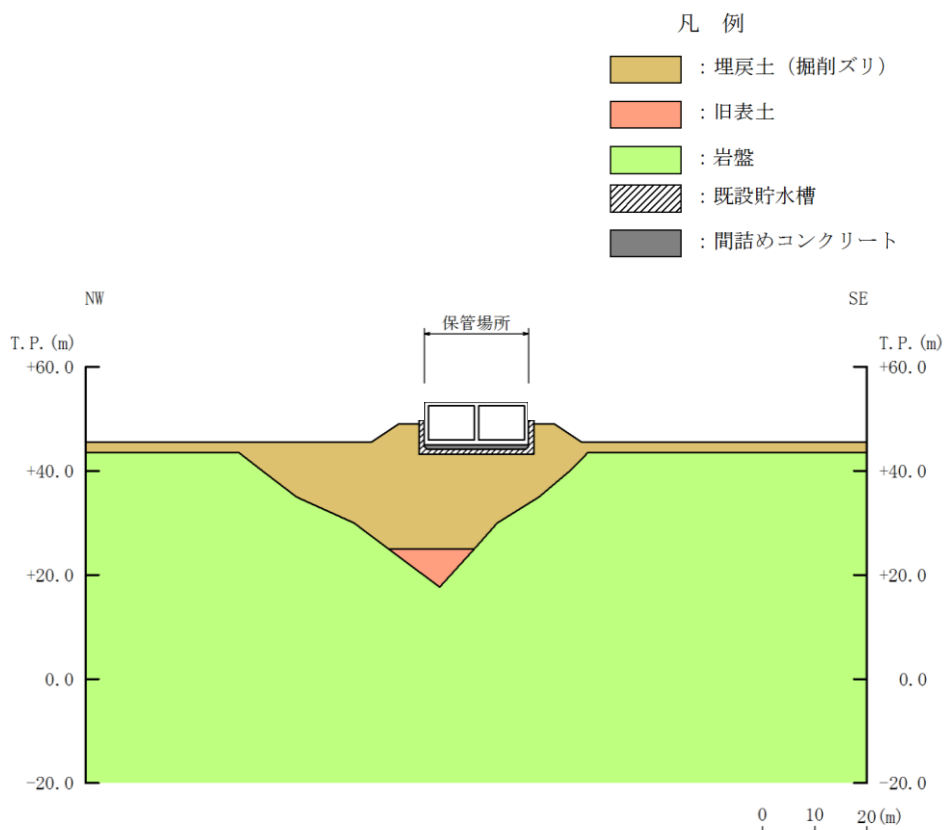 凡 例
：埋戻土（掘削ズリ）
：旧表土
：岩盤
：既設貯水槽
：間詰めコンクリート
NW
SE
保管場所
T.P.(m)
T.P.(m)
+60.0
+60.0
+40.0
+40.0
+20.0
+20.0
0.0
0.0
-20.0
-20.0
0 10 20(m)